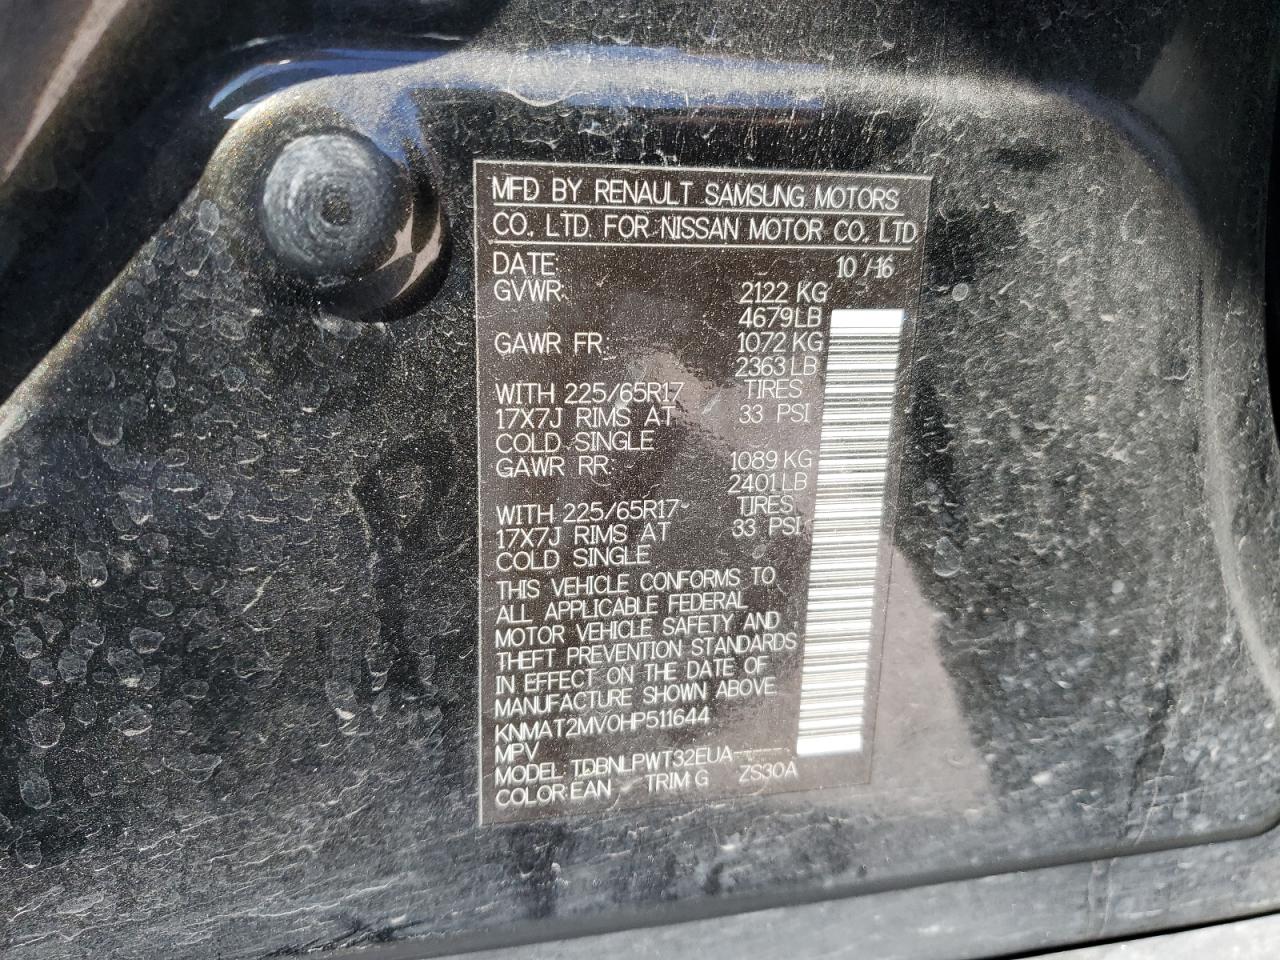 MFD BY RENAULT SAMSUNG MOTORS
CO., LTD. FOR NISSAN MOTOR CO., LTD
DATE: 10 / 16
GVWR: 2122 KG
4679 LB
GAWR FR: 1072 KG
2363 LB
WITH 225/65R17 TIRES
17X7J RIMS AT 33 PSI
COLD SINGLE
GAWR RR: 1089 KG
2401 LB
WITH 225/65R17 TIRES
17X7J RIMS AT 33 PSI
COLD SINGLE
THIS VEHICLE CONFORMS TO
ALL APPLICABLE FEDERAL
MOTOR VEHICLE SAFETY AND
THEFT PREVENTION STANDARDS
IN EFFECT ON THE DATE OF
MANUFACTURE SHOWN ABOVE.
KNMAT2MV0HP511644
MPV
MODEL: TDBNLPWT32EUA-----
COLOR: EAN TRIM: G ZS30A